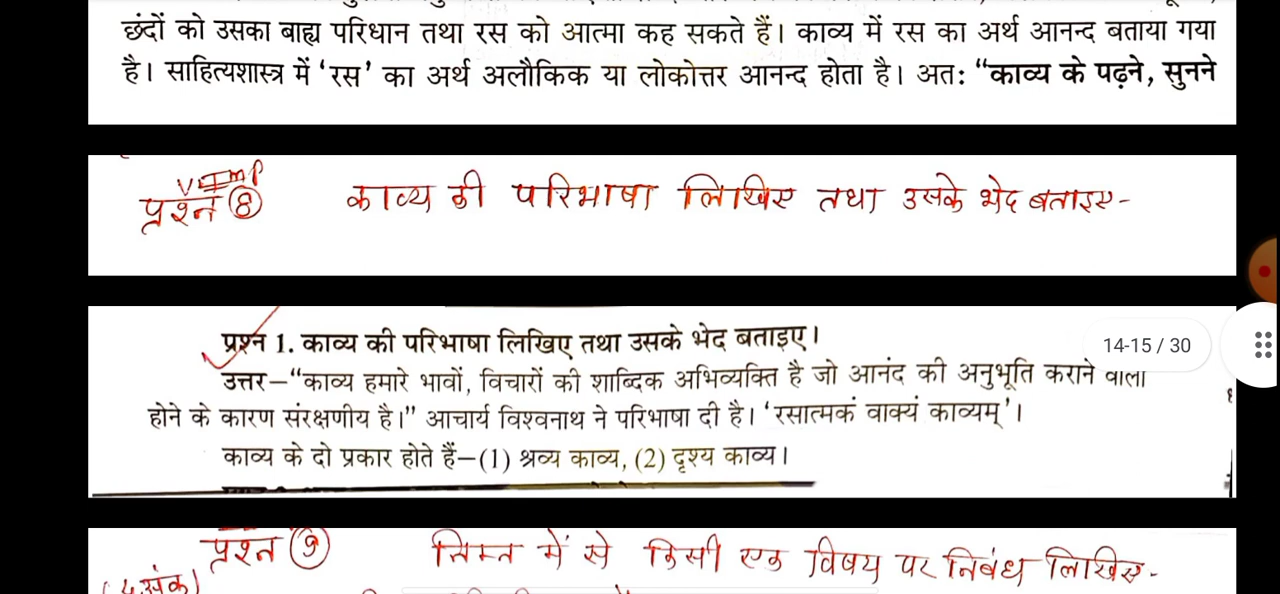 छंदों को उसका बाह्य परिधान तथा रस को आत्मा कह सकते हैं। काव्य में रस का अर्थ आनन्द बताया गया
है। साहित्यशास्त्र में ‘रस’ का अर्थ अलौकिक या लोकोत्तर आनन्द होता है। अत: “काव्य के पढ़ने, सुनने
V Imp
प्रश्न 8 काव्य की परिभाषा लिखिए तथा उसके भेद बताइए-
प्रश्न 1. काव्य की परिभाषा लिखिए तथा उसके भेद बताइए।
14-15 / 30
उत्तर–“काव्य हमारे भावों, विचारों की शाब्दिक अभिव्यक्ति है जो आनंद की अनुभूति कराने वाला
होने के कारण संरक्षणीय है।” आचार्य विश्वनाथ ने परिभाषा दी है। ‘रसात्मकं वाक्यं काव्यम्’।
काव्य के दो प्रकार होते हैं–(1) श्रव्य काव्य, (2) दृश्य काव्य।
प्रश्न 9 निम्न में से किसी एक विषय पर निबंध लिखिए-